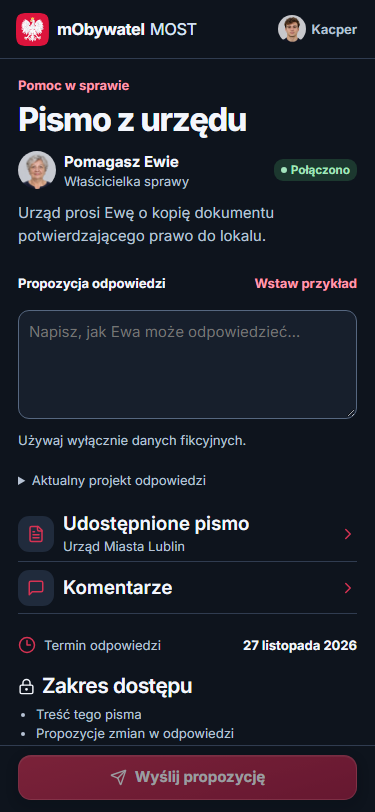 mObywatel MOST
Kacper
Pomoc w sprawie
Pismo z urzędu
Pomagasz Ewie
Właścicielka sprawy
Połączono
Urząd prosi Ewę o kopię dokumentu
potwierdzającego prawo do lokalu.
Propozycja odpowiedzi
Wstaw przykład
Napisz, jak Ewa może odpowiedzieć...
Używaj wyłącznie danych fikcyjnych.
Aktualny projekt odpowiedzi
Udostępnione pismo
Urząd Miasta Lublin
Komentarze
Termin odpowiedzi
27 listopada 2026
Zakres dostępu
• Treść tego pisma
• Propozycje zmian w odpowiedzi
Wyślij propozycję